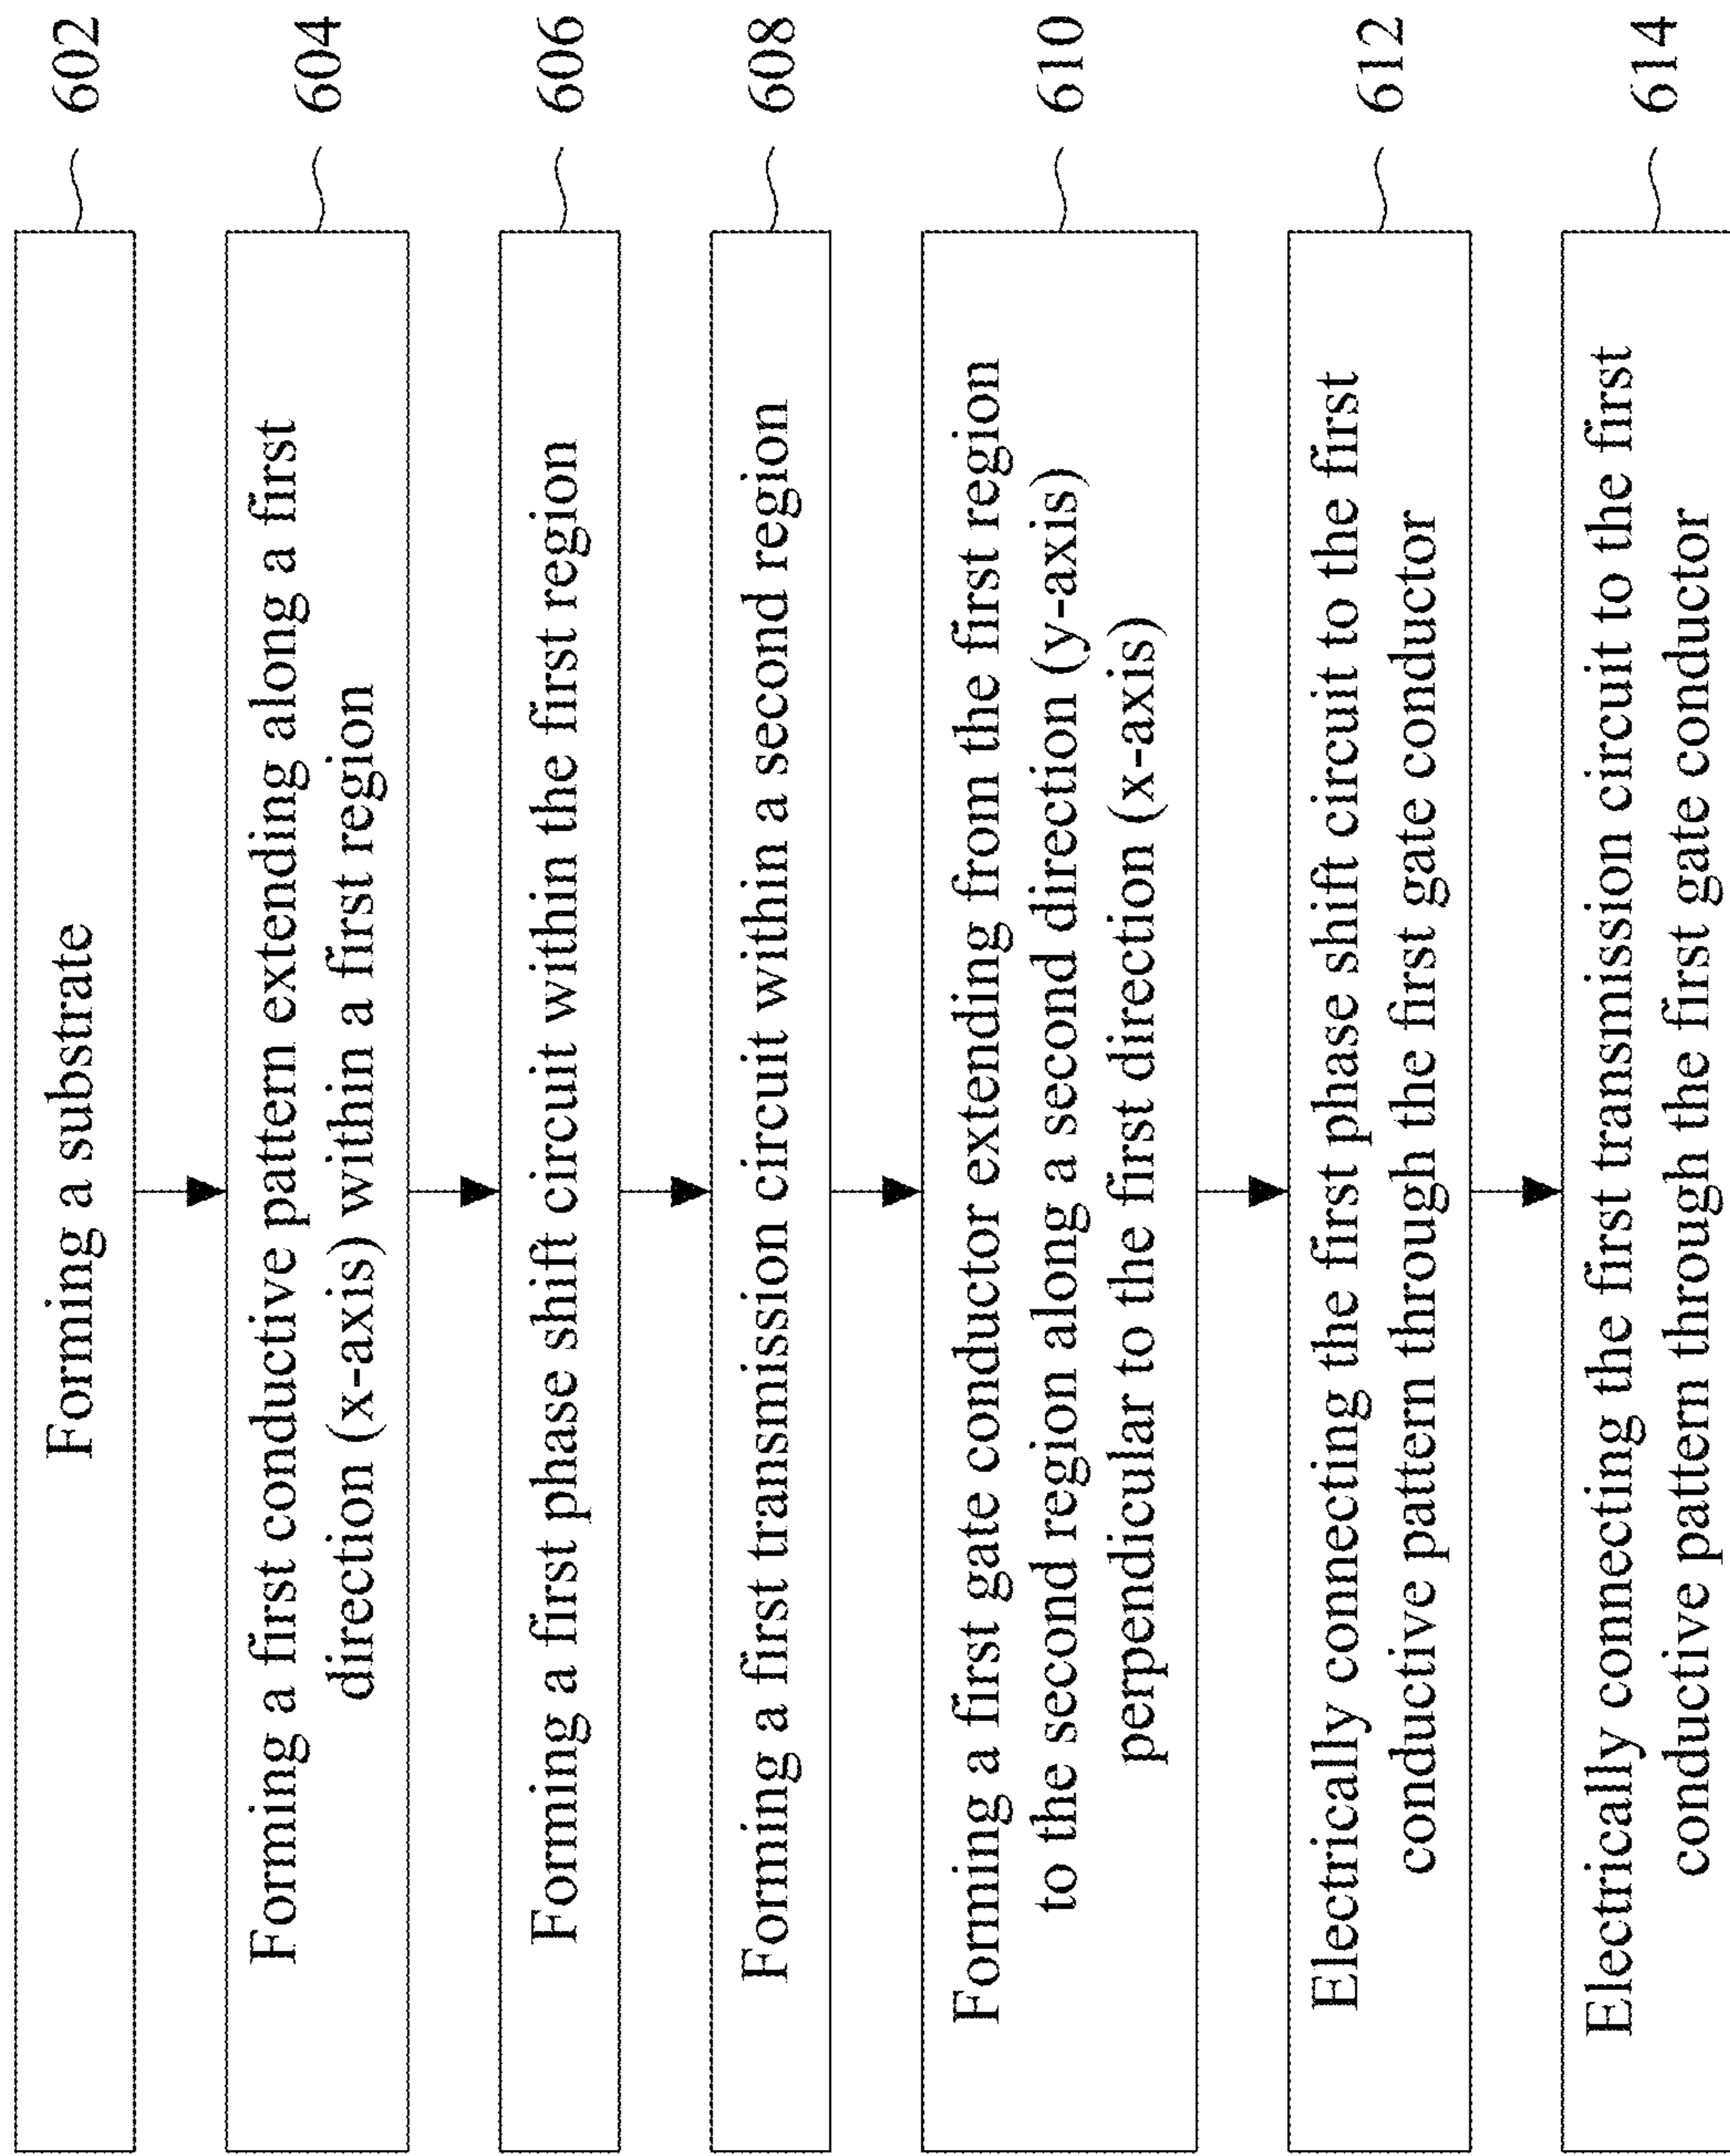 Forming a substrate
602
Forming a first conductive pattern extending along a first
direction (x-axis) within a first region
604
Forming a first phase shift circuit within the first region
606
Forming a first transmission circuit within a second region
608
Forming a first gate conductor extending from the first region
to the second region along a second direction (y-axis)
perpendicular to the first direction (x-axis)
610
Electrically connecting the first phase shift circuit to the first
conductive pattern through the first gate conductor
612
Electrically connecting the first transmission circuit to the first
conductive pattern through the first gate conductor
614